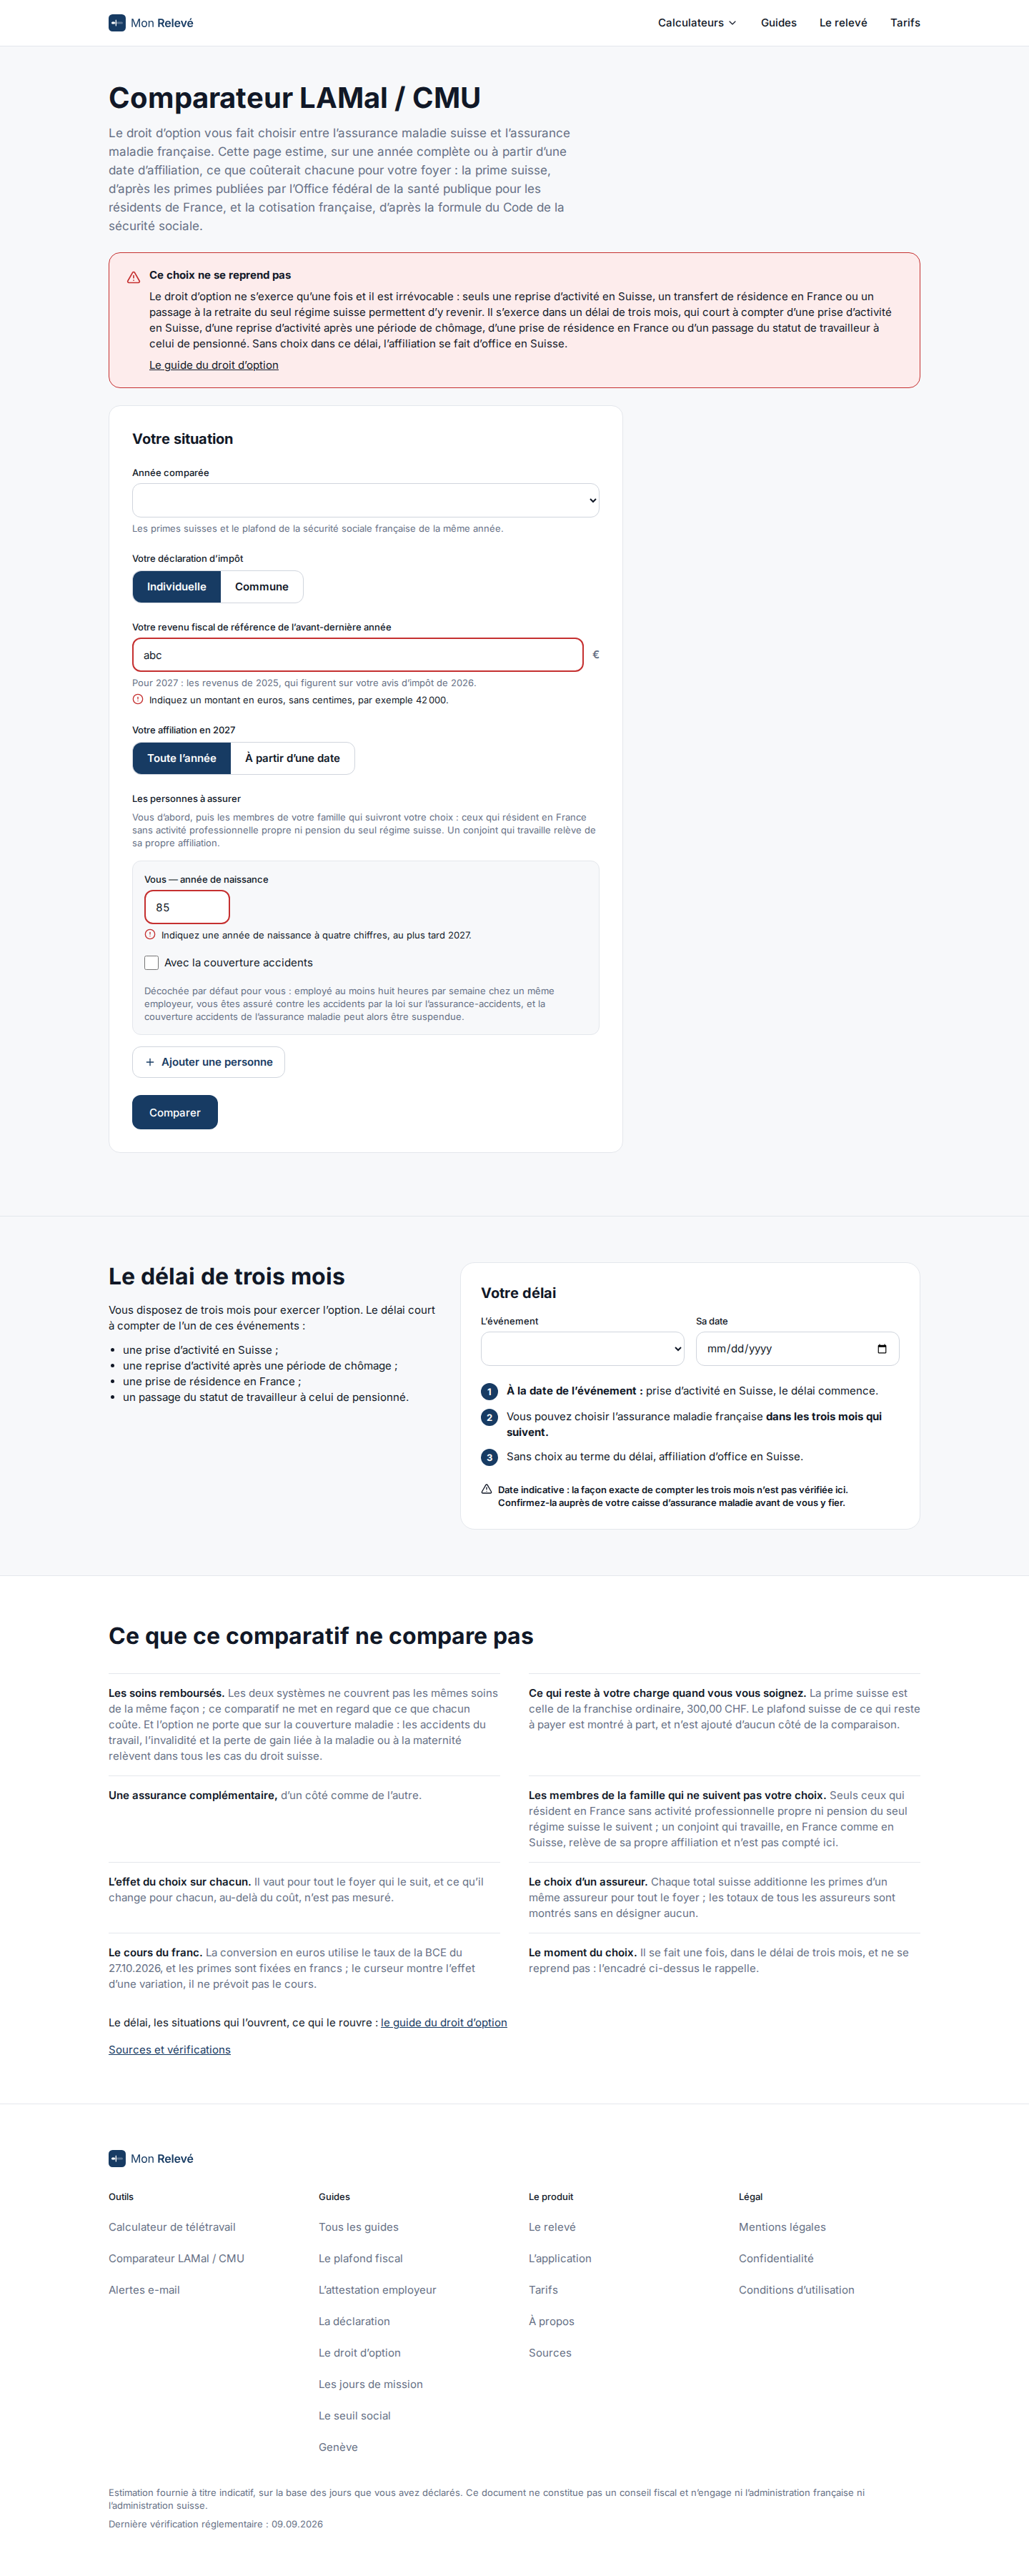 Mon Relevé
Calculateurs
Guides
Le relevé
Tarifs
Comparateur LAMal / CMU
Le droit d’option vous fait choisir entre l’assurance maladie suisse et l’assurance
maladie française. Cette page estime, sur une année complète ou à partir d’une
date d’affiliation, ce que coûterait chacune pour votre foyer : la prime suisse,
d’après les primes publiées par l’Office fédéral de la santé publique pour les
résidents de France, et la cotisation française, d’après la formule du Code de la
sécurité sociale.
Ce choix ne se reprend pas
Le droit d’option ne s’exerce qu’une fois et il est irrévocable : seuls une reprise d’activité en Suisse, un transfert de résidence en France ou un
passage à la retraite du seul régime suisse permettent d’y revenir. Il s’exerce dans un délai de trois mois, qui court à compter d’une prise d’activité
en Suisse, d’une reprise d’activité après une période de chômage, d’une prise de résidence en France ou d’un passage du statut de travailleur à
celui de pensionné. Sans choix dans ce délai, l’affiliation se fait d’office en Suisse.
Le guide du droit d’option
Votre situation
Année comparée
Les primes suisses et le plafond de la sécurité sociale française de la même année.
Votre déclaration d’impôt
Individuelle
Commune
Votre revenu fiscal de référence de l’avant-dernière année
abc
€
Pour 2027 : les revenus de 2025, qui figurent sur votre avis d’impôt de 2026.
Indiquez un montant en euros, sans centimes, par exemple 42 000.
Votre affiliation en 2027
Toute l’année
À partir d’une date
Les personnes à assurer
Vous d’abord, puis les membres de votre famille qui suivront votre choix : ceux qui résident en France
sans activité professionnelle propre ni pension du seul régime suisse. Un conjoint qui travaille relève de
sa propre affiliation.
Vous — année de naissance
85
Indiquez une année de naissance à quatre chiffres, au plus tard 2027.
Avec la couverture accidents
Décochée par défaut pour vous : employé au moins huit heures par semaine chez un même
employeur, vous êtes assuré contre les accidents par la loi sur l’assurance-accidents, et la
couverture accidents de l’assurance maladie peut alors être suspendue.
Ajouter une personne
Comparer
Le délai de trois mois
Vous disposez de trois mois pour exercer l’option. Le délai court
à compter de l’un de ces événements :
• une prise d’activité en Suisse ;
• une reprise d’activité après une période de chômage ;
• une prise de résidence en France ;
• un passage du statut de travailleur à celui de pensionné.
Votre délai
L’événement
Sa date
mm/dd/yyyy
1 À la date de l’événement : prise d’activité en Suisse, le délai commence.
2 Vous pouvez choisir l’assurance maladie française dans les trois mois qui
suivent.
3 Sans choix au terme du délai, affiliation d’office en Suisse.
Date indicative : la façon exacte de compter les trois mois n’est pas vérifiée ici.
Confirmez-la auprès de votre caisse d’assurance maladie avant de vous y fier.
Ce que ce comparatif ne compare pas
Les soins remboursés. Les deux systèmes ne couvrent pas les mêmes soins
de la même façon ; ce comparatif ne met en regard que ce que chacun
coûte. Et l’option ne porte que sur la couverture maladie : les accidents du
travail, l’invalidité et la perte de gain liée à la maladie ou à la maternité
relèvent dans tous les cas du droit suisse.
Ce qui reste à votre charge quand vous vous soignez. La prime suisse est
celle de la franchise ordinaire, 300,00 CHF. Le plafond suisse de ce qui reste
à payer est montré à part, et n’est ajouté d’aucun côté de la comparaison.
Une assurance complémentaire, d’un côté comme de l’autre.
Les membres de la famille qui ne suivent pas votre choix. Seuls ceux qui
résident en France sans activité professionnelle propre ni pension du seul
régime suisse le suivent ; un conjoint qui travaille, en France comme en
Suisse, relève de sa propre affiliation et n’est pas compté ici.
L’effet du choix sur chacun. Il vaut pour tout le foyer qui le suit, et ce qu’il
change pour chacun, au-delà du coût, n’est pas mesuré.
Le choix d’un assureur. Chaque total suisse additionne les primes d’un
même assureur pour tout le foyer ; les totaux de tous les assureurs sont
montrés sans en désigner aucun.
Le cours du franc. La conversion en euros utilise le taux de la BCE du
27.10.2026, et les primes sont fixées en francs ; le curseur montre l’effet
d’une variation, il ne prévoit pas le cours.
Le moment du choix. Il se fait une fois, dans le délai de trois mois, et ne se
reprend pas : l’encadré ci-dessus le rappelle.
Le délai, les situations qui l’ouvrent, ce qui le rouvre : le guide du droit d’option
Sources et vérifications
Mon Relevé
Outils
Calculateur de télétravail
Comparateur LAMal / CMU
Alertes e-mail
Guides
Tous les guides
Le plafond fiscal
L’attestation employeur
La déclaration
Le droit d’option
Les jours de mission
Le seuil social
Genève
Le produit
Le relevé
L’application
Tarifs
À propos
Sources
Légal
Mentions légales
Confidentialité
Conditions d’utilisation
Estimation fournie à titre indicatif, sur la base des jours que vous avez déclarés. Ce document ne constitue pas un conseil fiscal et n’engage ni l’administration française ni
l’administration suisse.
Dernière vérification réglementaire : 09.09.2026